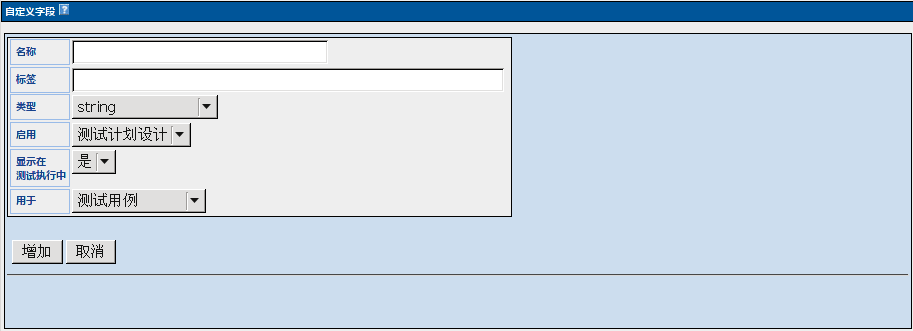 自定义字段 ?
名称
标签
类型 string
启用 测试计划设计
显示在
测试执行中 是
用于 测试用例
增加 取消